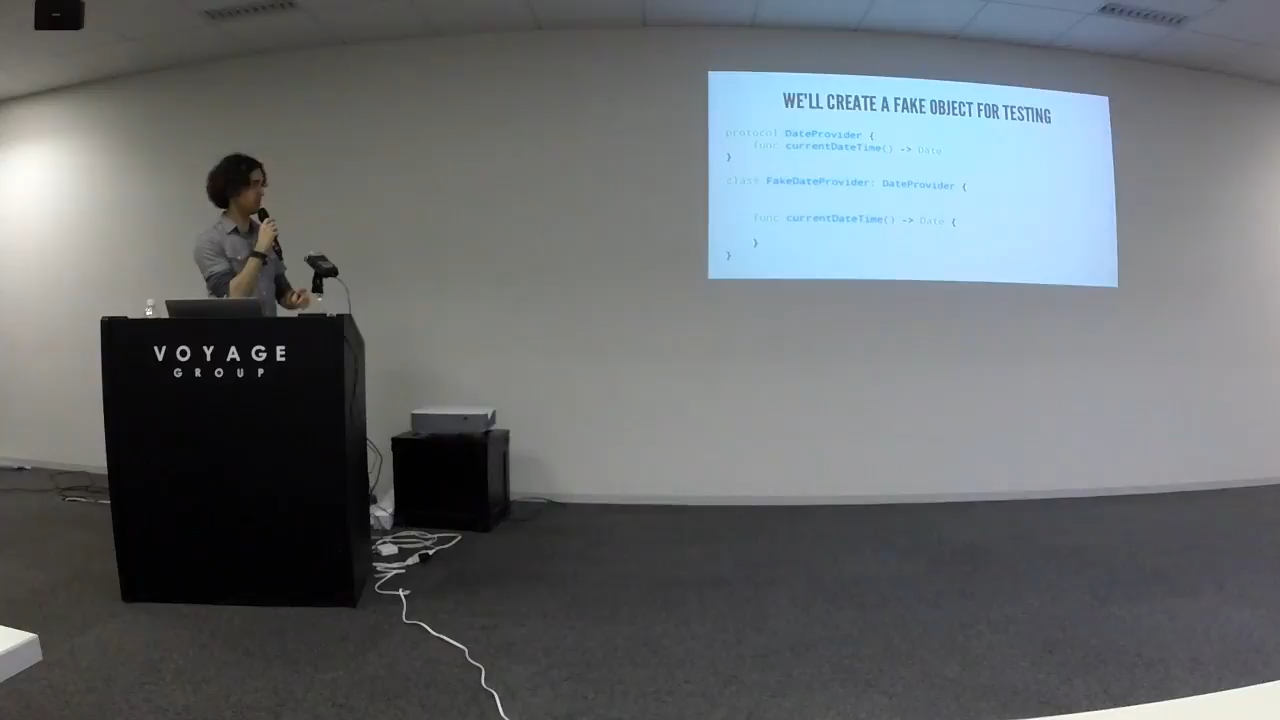 WE'LL CREATE A FAKE OBJECT FOR TESTING
protocol DateProvider {
func currentDateTime() -> Date
}
class FakeDateProvider: DateProvider {
func currentDateTime() -> Date {
}
}
VOYAGE
GROUP